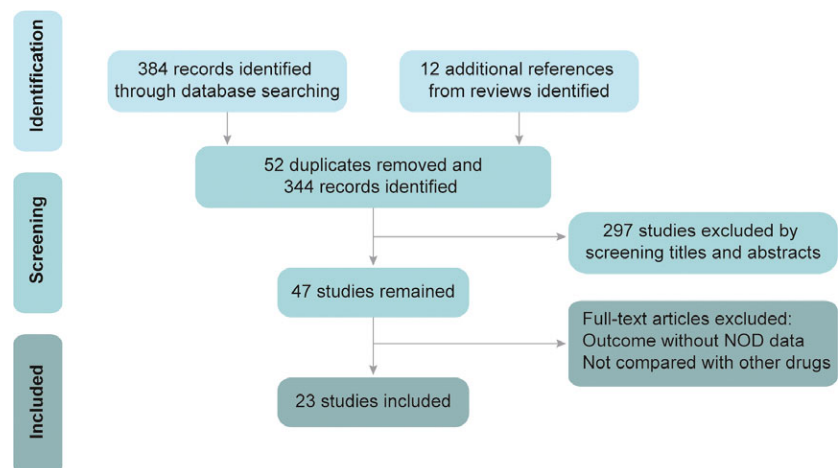 Identification
384 records identified
through database searching
12 additional references
from reviews identified
52 duplicates removed and
344 records identified
Screening
297 studies excluded by
screening titles and abstracts
47 studies remained
Full-text articles excluded:
Outcome without NOD data
Not compared with other drugs
Included
23 studies included